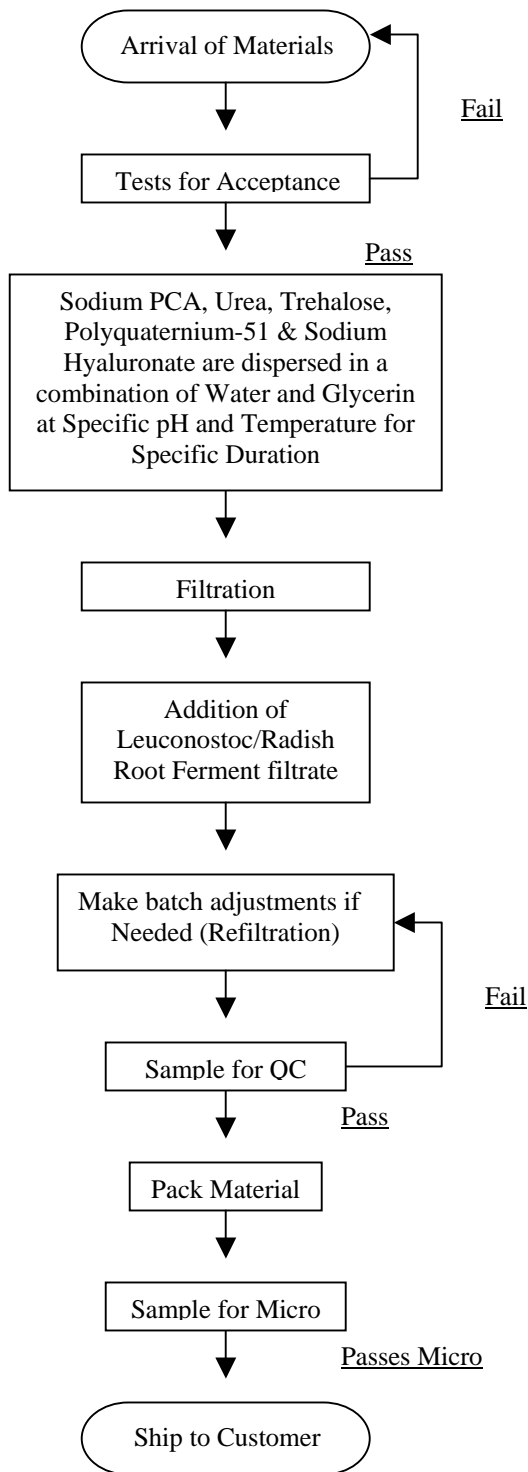 Arrival of Materials
Fail
Tests for Acceptance
Pass
Sodium PCA, Urea, Trehalose,
Polyquaternium-51 & Sodium
Hyaluronate are dispersed in a
combination of Water and Glycerin
at Specific pH and Temperature for
Specific Duration
Filtration
Addition of
Leuconostoc/Radish
Root Ferment filtrate
Make batch adjustments if
Needed (Refiltration)
Fail
Sample for QC
Pass
Pack Material
Sample for Micro
Passes Micro
Ship to Customer